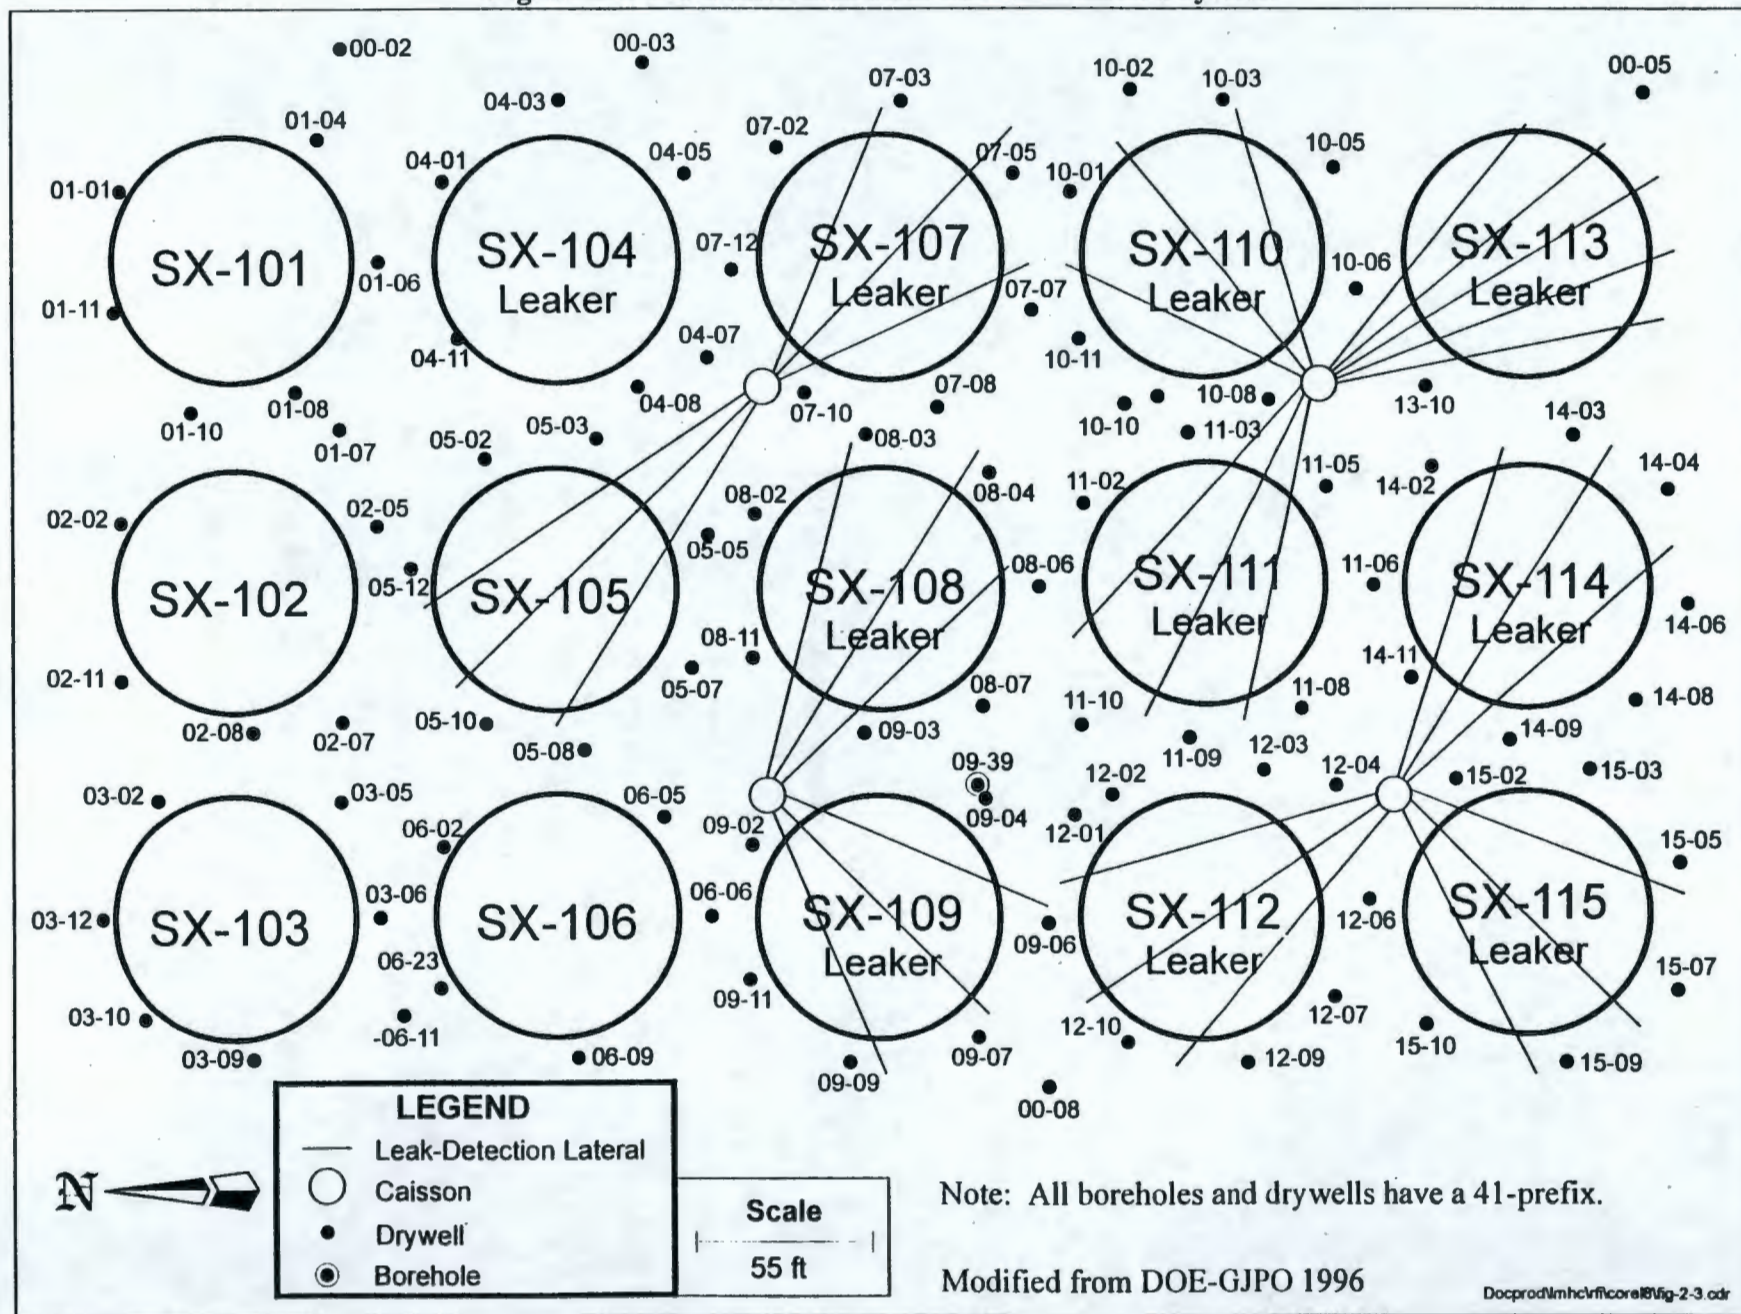 00-02
00-03
07-03
10-02
10-03
00-05
04-03
01-04
07-02
10-05
04-01
04-05
07-05
01-01
10-01
SX-101
SX-104
Leaker
07-12
SX-107
Leaker
SX-110
Leaker
10-06
SX-113
Leaker
01-06
01-11
07-07
04-11
04-07
10-11
04-08
07-10
07-08
10-08
13-10
01-08
01-10
01-07
05-02
05-03
08-03
10-10
11-03
14-03
02-02
02-05
08-02
08-04
11-02
11-05
14-02
14-04
05-05
05-12
08-06
11-06
SX-102
SX-105
SX-108
Leaker
SX-111
Leaker
SX-114
Leaker
14-06
02-11
08-11
05-07
14-11
08-07
11-10
11-08
14-08
02-08
02-07
05-10
05-08
09-03
11-09
12-03
14-09
09-39
12-02
12-04
15-02
15-03
03-02
03-05
06-02
06-05
09-02
09-04
12-01
15-05
03-12
03-06
06-06
09-06
12-06
SX-103
SX-106
SX-109
Leaker
SX-112
Leaker
SX-115
Leaker
06-23
09-11
15-07
03-10
-06-11
12-10
12-07
15-10
03-09
06-09
09-09
09-07
12-09
15-09
00-08
LEGEND
Leak-Detection Lateral
Caisson
Drywell
Borehole
N
Scale
55 ft
Note: All boreholes and drywells have a 41-prefix.
Modified from DOE-GJPO 1996
Docprod\lmhc\rfi\corel8\fig-2-3.cdr